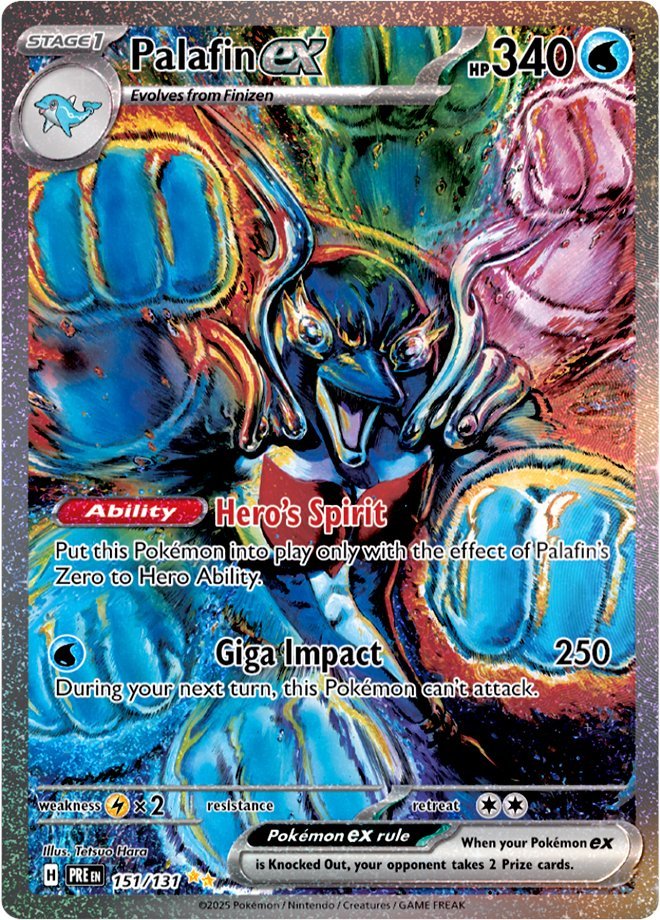 STAGE 1 Palafin ex HP 340
Evolves from Finizen
Ability Hero's Spirit
Put this Pokémon into play only with the effect of Palafin's
Zero to Hero Ability.
Giga Impact 250
During your next turn, this Pokémon can't attack.
weakness ×2 resistance retreat
Pokémon ex rule When your Pokémon ex
is Knocked Out, your opponent takes 2 Prize cards.
Illus. Tetsuo Hara
H PRE EN 151/131
©2025 Pokémon / Nintendo / Creatures / GAME FREAK